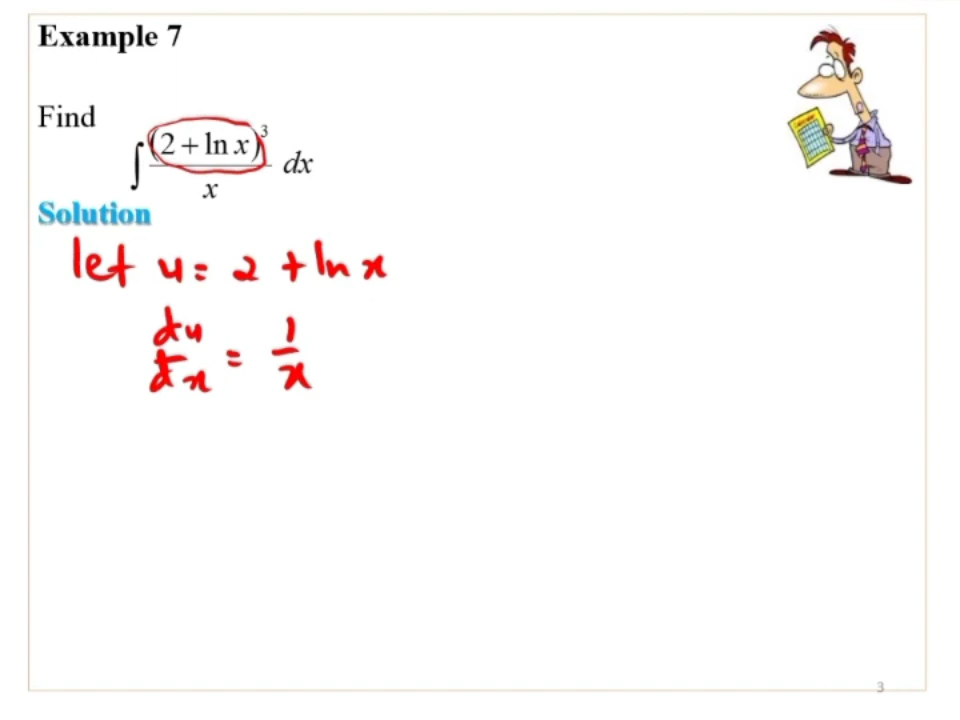 Example 7
Find
∫ (2 + ln x)³ / x dx
Solution
let u = 2 + ln x
du/dx = 1/x
3